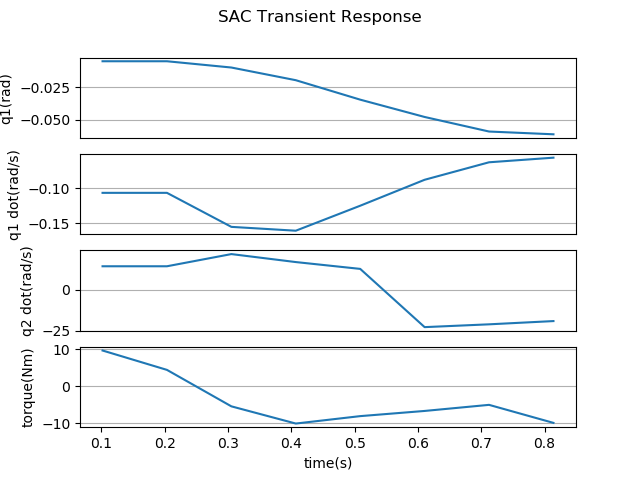 SAC Transient Response
q1(rad)
−0.025
−0.050
q1 dot(rad/s)
−0.10
−0.15
q2 dot(rad/s)
0
−25
torque(Nm)
10
0
−10
0.1 0.2 0.3 0.4 0.5 0.6 0.7 0.8
time(s)